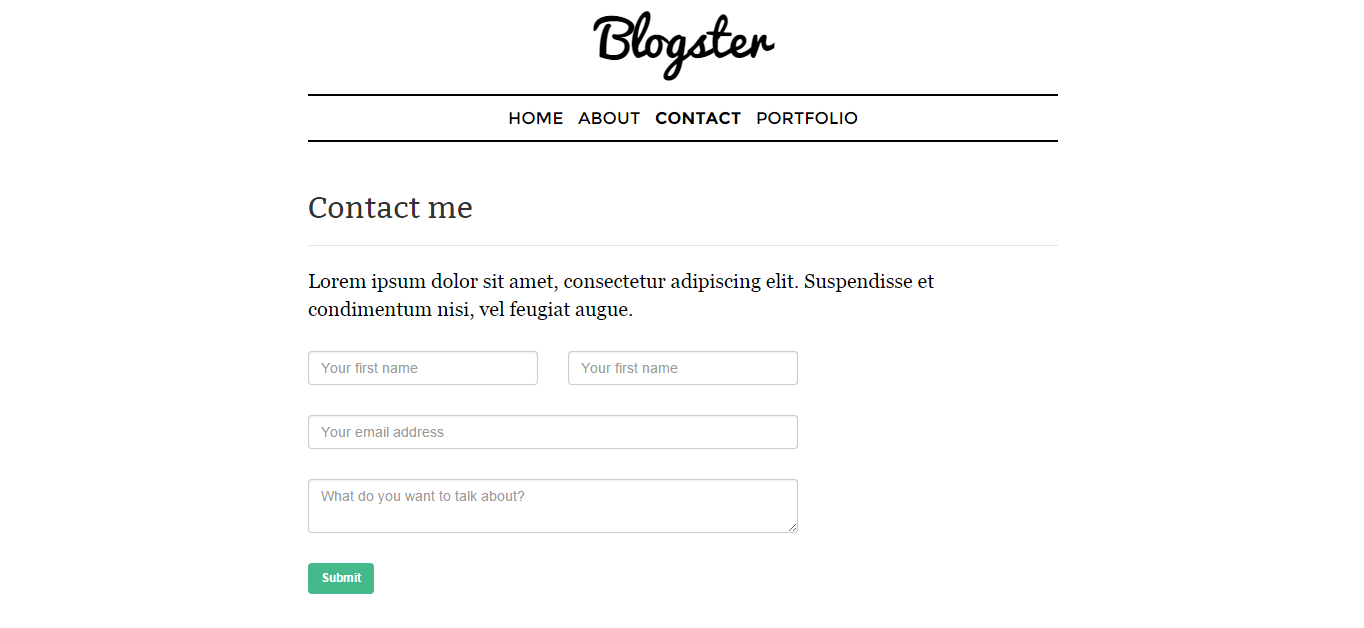 Blogster
HOME ABOUT CONTACT PORTFOLIO
Contact me
Lorem ipsum dolor sit amet, consectetur adipiscing elit. Suspendisse et
condimentum nisi, vel feugiat augue.
Your first name Your first name
Your email address
What do you want to talk about?
Submit